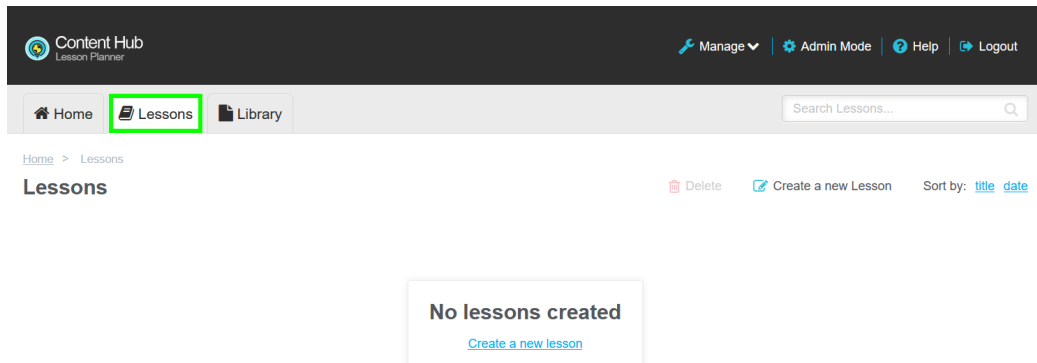 Content Hub
Lesson Planner
Manage Admin Mode Help Logout
Home Lessons Library Search Lessons...
Home > Lessons
Lessons Delete Create a new Lesson Sort by: title date
No lessons created
Create a new lesson